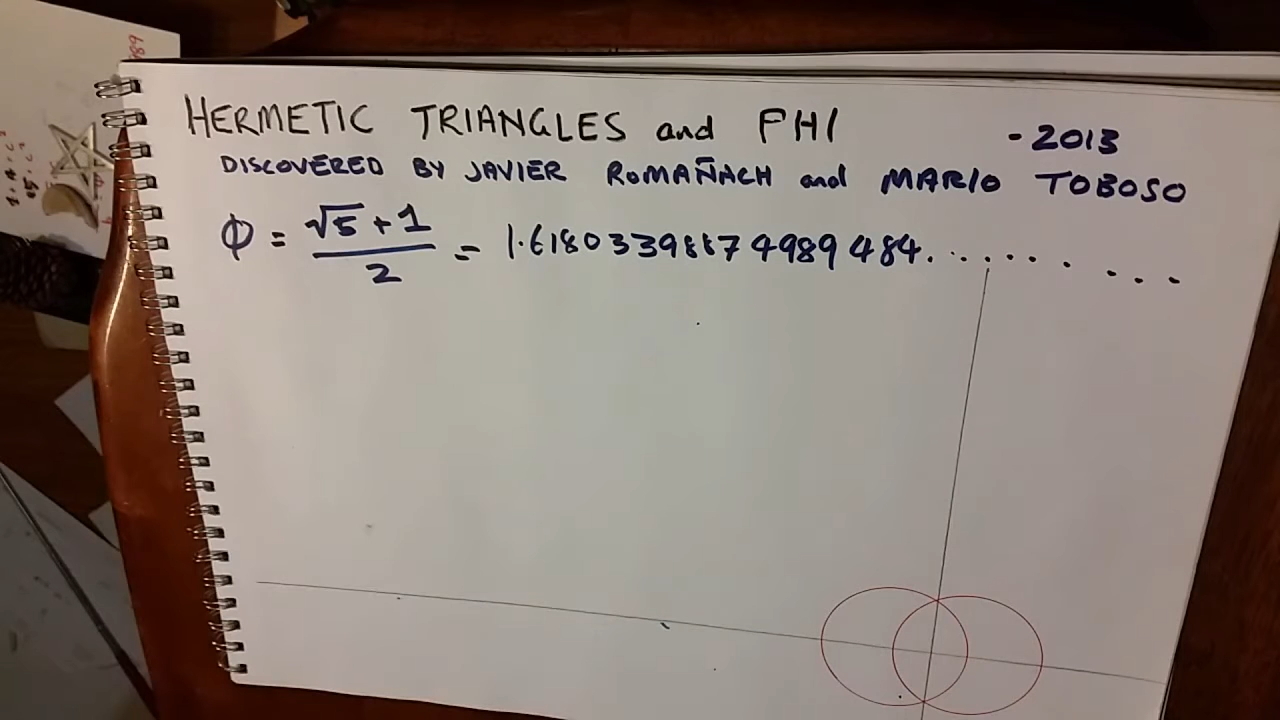 HERMETIC TRIANGLES and PHI - 2013
DISCOVERED BY JAVIER ROMAÑACH and MARIO TOBOSO
Φ = √5 + 1 / 2 = 1.61803398874989484..............